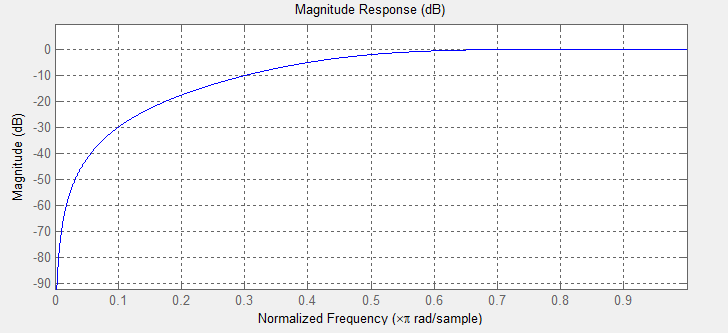 Magnitude Response (dB)
0
-10
-20
-30
-40
-50
-60
-70
-80
-90
Magnitude (dB)
0 0.1 0.2 0.3 0.4 0.5 0.6 0.7 0.8 0.9
Normalized Frequency (×π rad/sample)